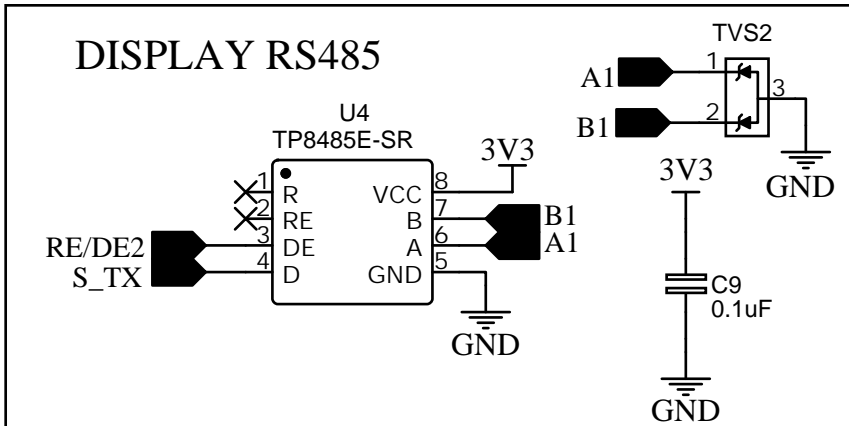 DISPLAY RS485
TVS2
A1
1
3
B1
2
GND
U4
TP8485E-SR
3V3
1
R
VCC
8
2
RE
B
7
B1
RE/DE2
3
DE
A
6
A1
S_TX
4
D
GND
5
GND
3V3
C9
0.1uF
GND